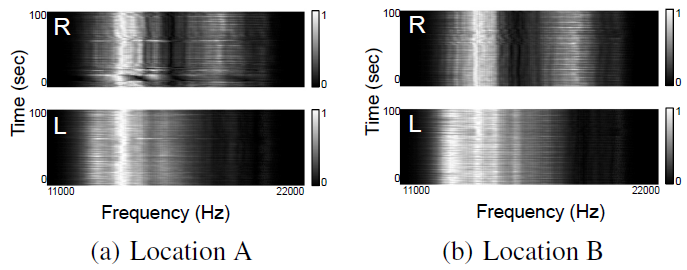 100 R 1
0 0
Time (sec)
100 L 1
0 0
11000 22000
Frequency (Hz)
(a) Location A
100 R 1
0 0
Time (sec)
100 L 1
0 0
11000 22000
Frequency (Hz)
(b) Location B